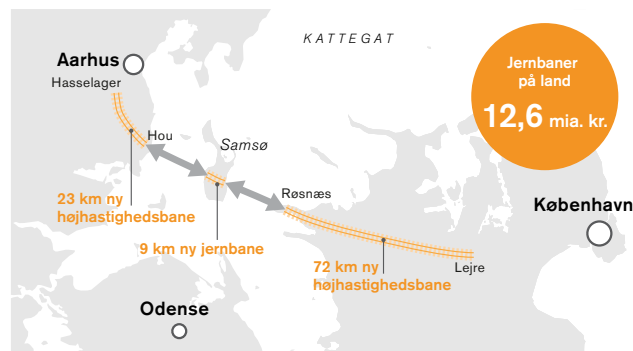 KATTEGAT
Aarhus
Hasselager
Jernbaner
på land
12,6 mia. kr.
Hou
Samsø
23 km ny
højhastighedsbane
Røsnæs
København
9 km ny jernbane
72 km ny
højhastighedsbane
Lejre
Odense